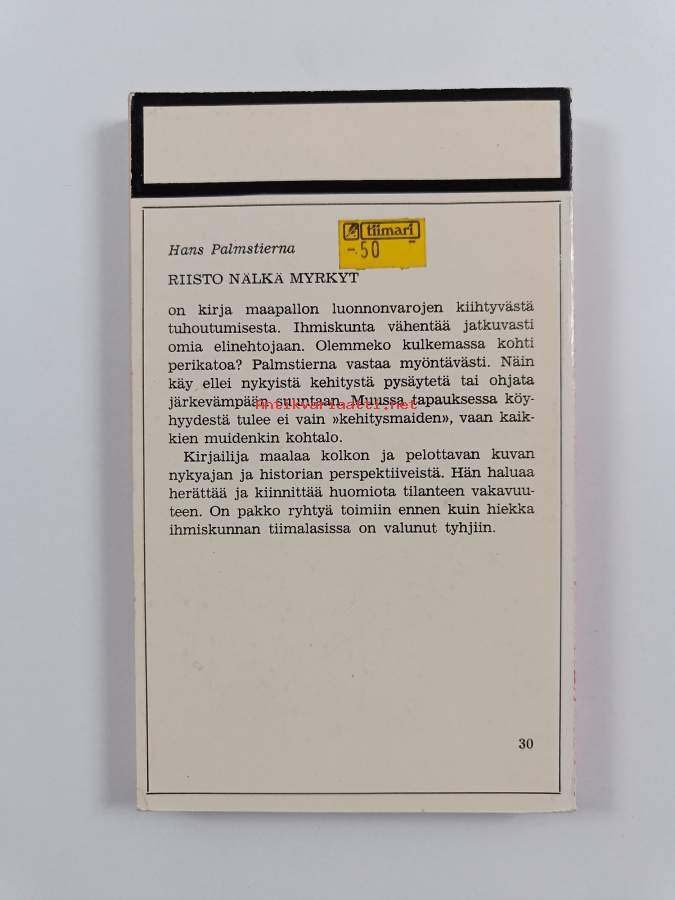 tiimari
-.50 -
Hans Palmstierna
RIISTO NÄLKÄ MYRKYT
on kirja maapallon luonnonvarojen kiihtyvästä
tuhoutumisesta. Ihmiskunta vähentää jatkuvasti
omia elinehtojaan. Olemmeko kulkemassa kohti
perikatoa? Palmstierna vastaa myöntävästi. Näin
käy ellei nykyistä kehitystä pysäytetä tai ohjata
järkevämpään suuntaan. Muussa tapauksessa köy-
Antikvariaatti.net
hyydestä tulee ei vain »kehitysmaiden», vaan kaik-
kien muidenkin kohtalo.
Kirjailija maalaa kolkon ja pelottavan kuvan
nykyajan ja historian perspektiiveistä. Hän haluaa
herättää ja kiinnittää huomiota tilanteen vakavuu-
teen. On pakko ryhtyä toimiin ennen kuin hiekka
ihmiskunnan tiimalasissa on valunut tyhjiin.
30